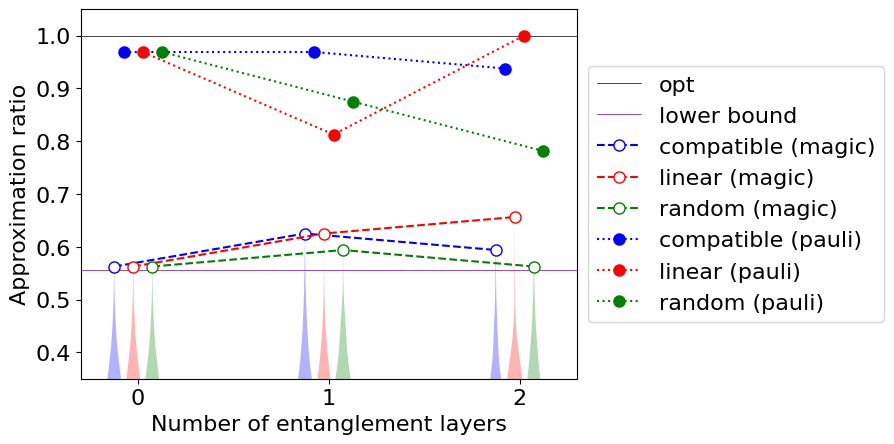 1.0
0.9
0.8
0.7
0.6
0.5
0.4
Approximation ratio
0 1 2
Number of entanglement layers
opt
lower bound
compatible (magic)
linear (magic)
random (magic)
compatible (pauli)
linear (pauli)
random (pauli)